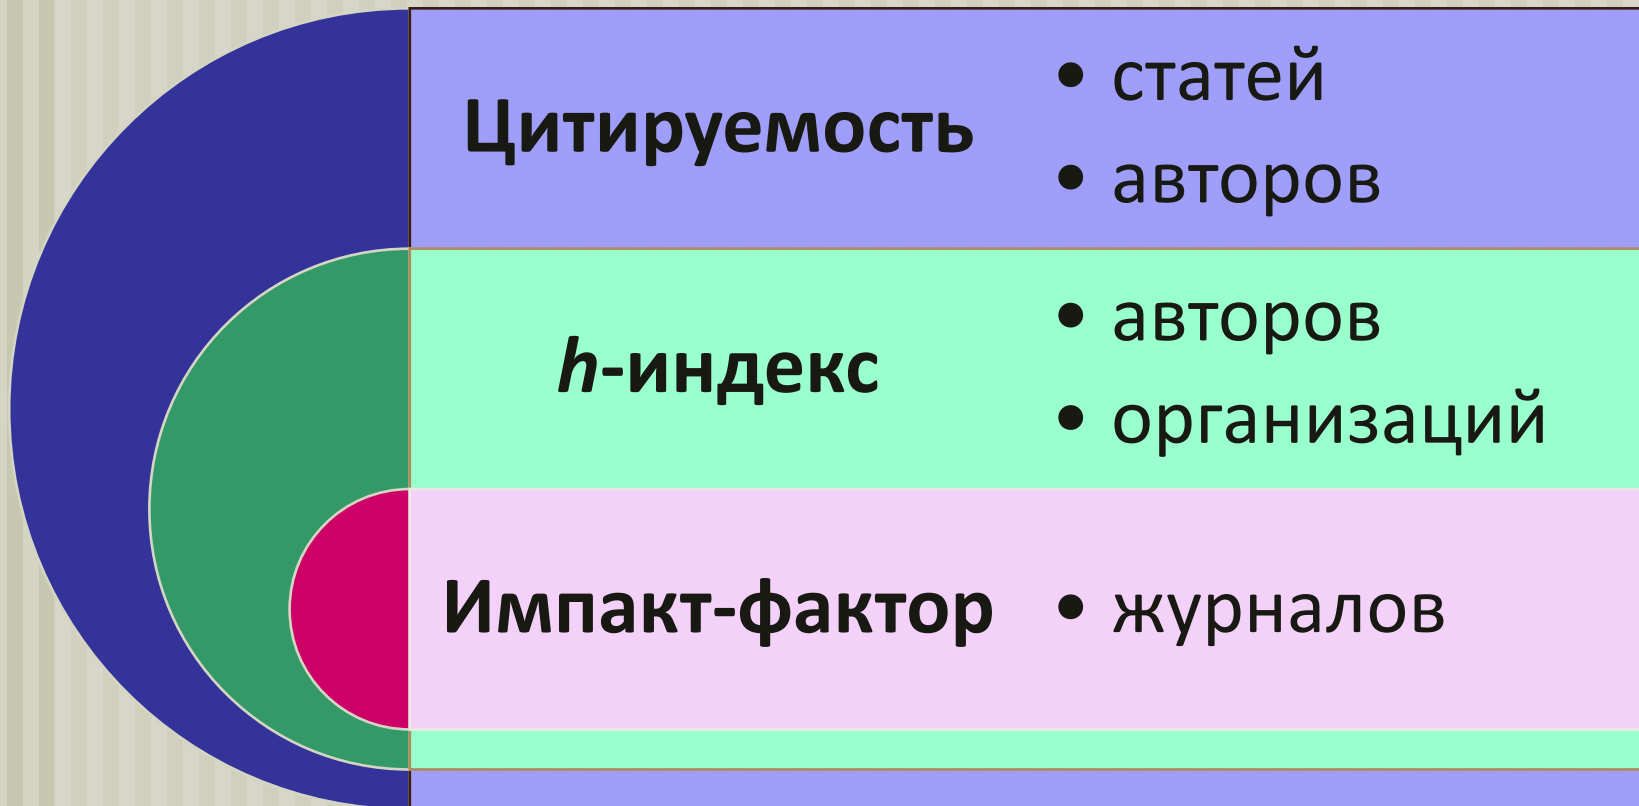 Цитируемость
• статей
• авторов
h-индекс
• авторов
• организаций
Импакт-фактор
• журналов